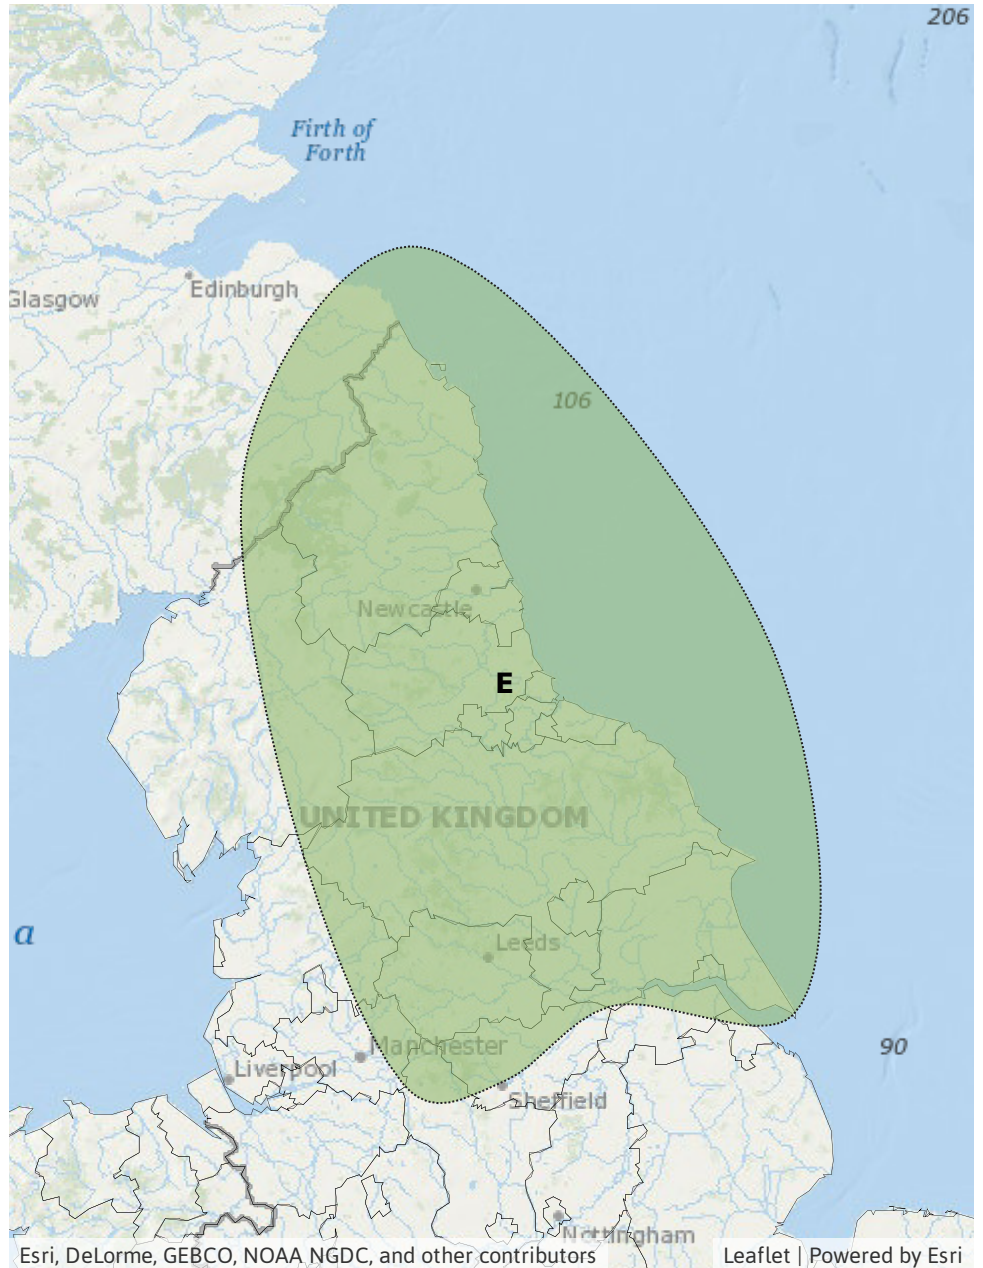 206
Firth of
Forth
Edinburgh
Glasgow
106
Newcastle
E
UNITED KINGDOM
a
Leeds
90
Manchester
Liverpool
Sheffield
Nottingham
Esri, DeLorme, GEBCO, NOAA NGDC, and other contributors
Leaflet | Powered by Esri